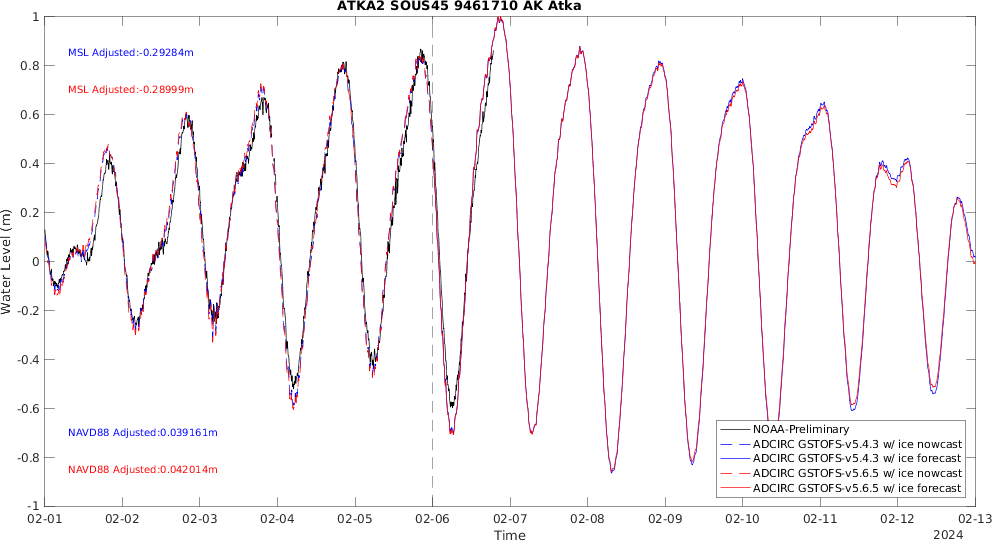 ATKA2 SOUS45 9461710 AK Atka
MSL Adjusted:-0.29284m
MSL Adjusted:-0.28999m
NAVD88 Adjusted:0.039161m
NAVD88 Adjusted:0.042014m
Water Level (m)
1
0.8
0.6
0.4
0.2
0
-0.2
-0.4
-0.6
-0.8
-1
NOAA-Preliminary
ADCIRC GSTOFS-v5.4.3 w/ ice nowcast
ADCIRC GSTOFS-v5.4.3 w/ ice forecast
ADCIRC GSTOFS-v5.6.5 w/ ice nowcast
ADCIRC GSTOFS-v5.6.5 w/ ice forecast
02-01 02-02 02-03 02-04 02-05 02-06 02-07 02-08 02-09 02-10 02-11 02-12 02-13
Time
2024